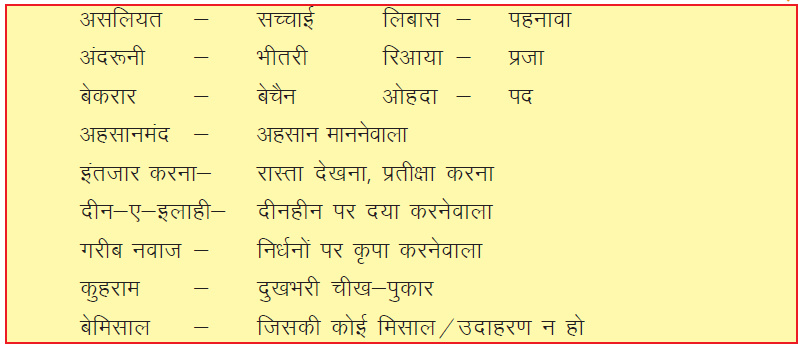 असलियत – सच्चाई लिबास – पहनावा
अंदरूनी – भीतरी रिआया – प्रजा
बेकरार – बेचैन ओहदा – पद
अहसानमंद – अहसान माननेवाला
इंतजार करना– रास्ता देखना, प्रतीक्षा करना
दीन–ए–इलाही– दीनहीन पर दया करनेवाला
गरीब नवाज – निर्धनों पर कृपा करनेवाला
कुहराम – दुखभरी चीख–पुकार
बेमिसाल – जिसकी कोई मिसाल/उदाहरण न हो